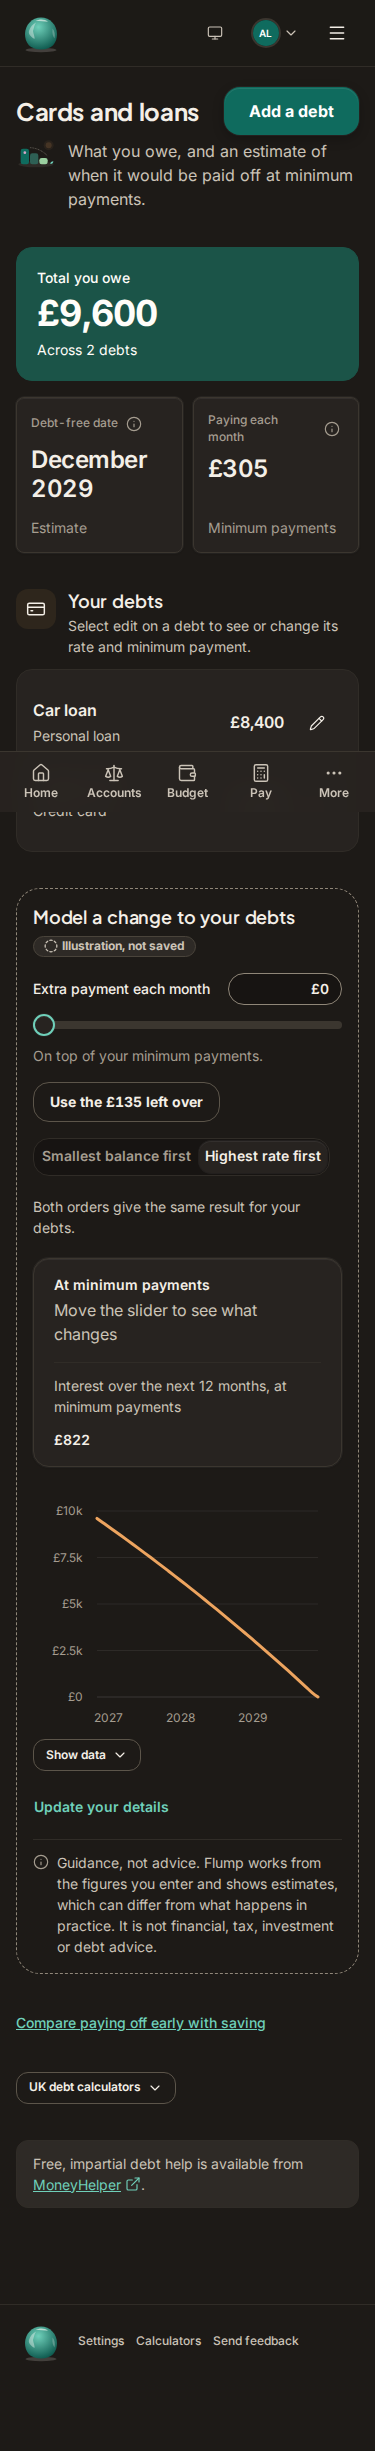 AL
Cards and loans
Add a debt
What you owe, and an estimate of
when it would be paid off at minimum
payments.
Total you owe
£9,600
Across 2 debts
Debt-free date
December
2029
Estimate
Paying each
month
£305
Minimum payments
Your debts
Select edit on a debt to see or change its
rate and minimum payment.
Car loan
£8,400
Personal loan
Home
Accounts
Budget
Pay
More
Credit card
Model a change to your debts
Illustration, not saved
Extra payment each month
£0
On top of your minimum payments.
Use the £135 left over
Smallest balance first
Highest rate first
Both orders give the same result for your
debts.
At minimum payments
Move the slider to see what
changes
Interest over the next 12 months, at
minimum payments
£822
£10k
£7.5k
£5k
£2.5k
£0
2027
2028
2029
Show data
Update your details
Guidance, not advice. Flump works from
the figures you enter and shows estimates,
which can differ from what happens in
practice. It is not financial, tax, investment
or debt advice.
Compare paying off early with saving
UK debt calculators
Free, impartial debt help is available from
MoneyHelper.
Settings
Calculators
Send feedback